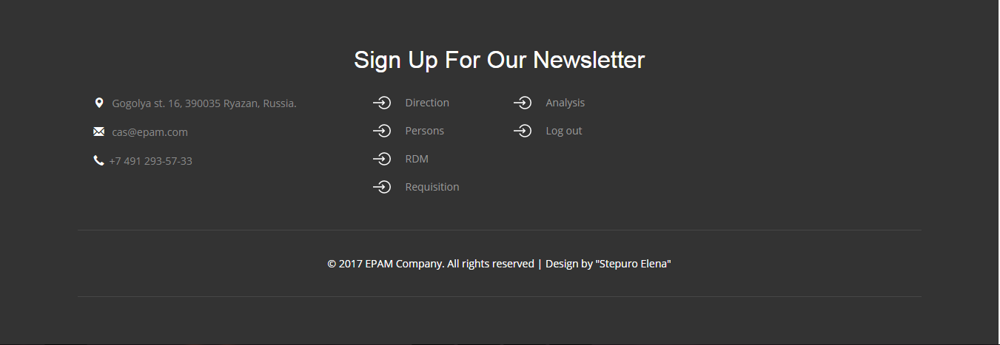 Sign Up For Our Newsletter
Gogolya st. 16, 390035 Ryazan, Russia.
cas@epam.com
+7 491 293-57-33
Direction
Persons
RDM
Requisition
Analysis
Log out
© 2017 EPAM Company. All rights reserved | Design by "Stepuro Elena"